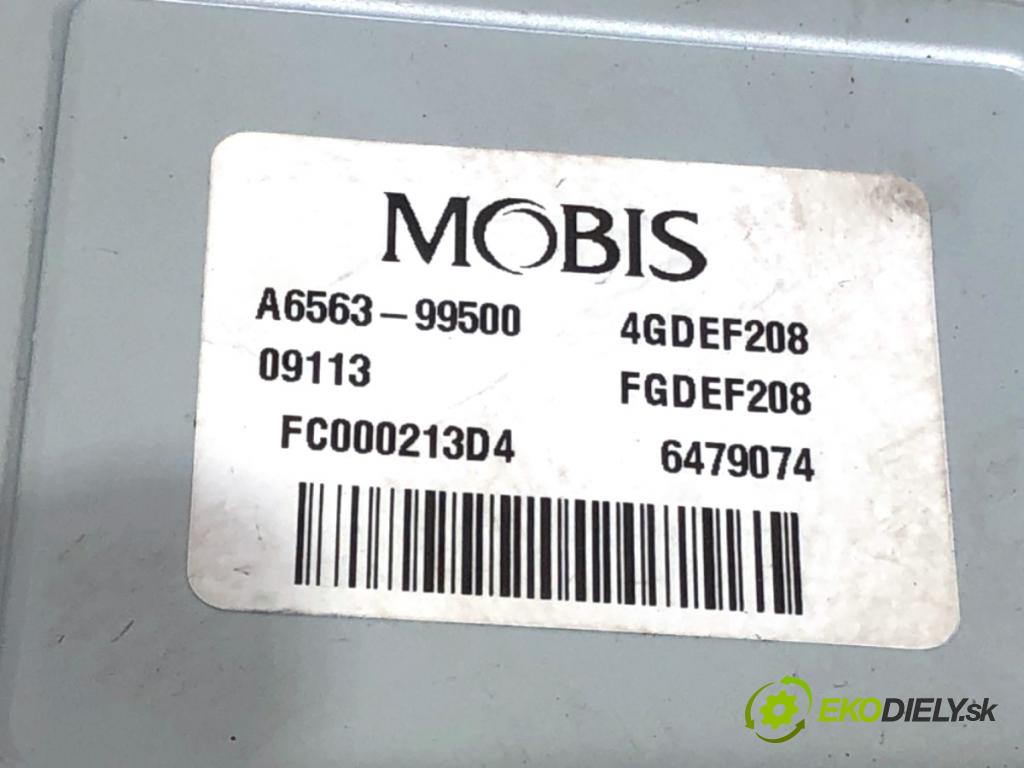 MOBIS
A6563-99500 4GDEF208
09113 FGDEF208
FC000213D4 6479074
EKODIELY.sk